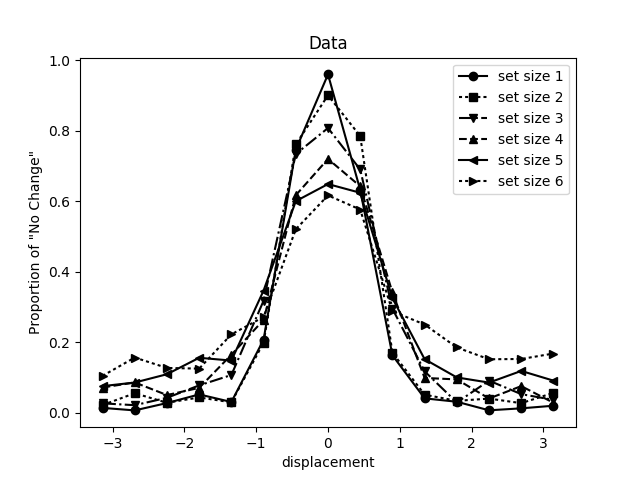 Data
1.0
0.8
0.6
0.4
0.2
0.0
Proportion of "No Change"
set size 1
set size 2
set size 3
set size 4
set size 5
set size 6
−3 −2 −1 0 1 2 3
displacement